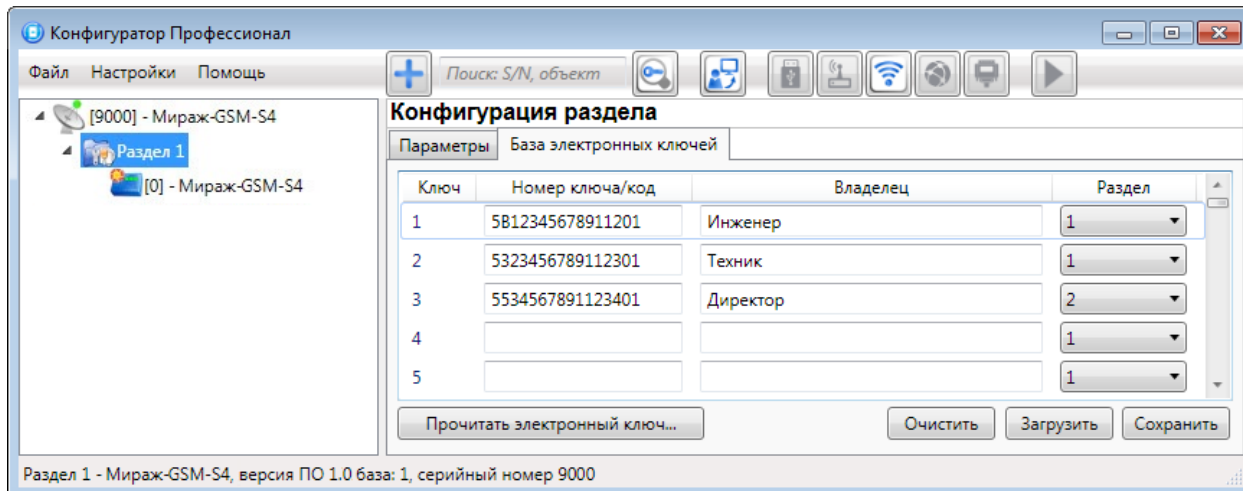 Конфигуратор Профессионал
Файл Настройки Помощь Поиск: S/N, объект
[9000] - Мираж-GSM-S4
Раздел 1
[0] - Мираж-GSM-S4
Конфигурация раздела
Параметры База электронных ключей
Ключ Номер ключа/код Владелец Раздел
1 5B12345678911201 Инженер 1
2 5323456789112301 Техник 1
3 5534567891123401 Директор 2
4 1
5 1
Прочитать электронный ключ... Очистить Загрузить Сохранить
Раздел 1 - Мираж-GSM-S4, версия ПО 1.0 база: 1, серийный номер 9000